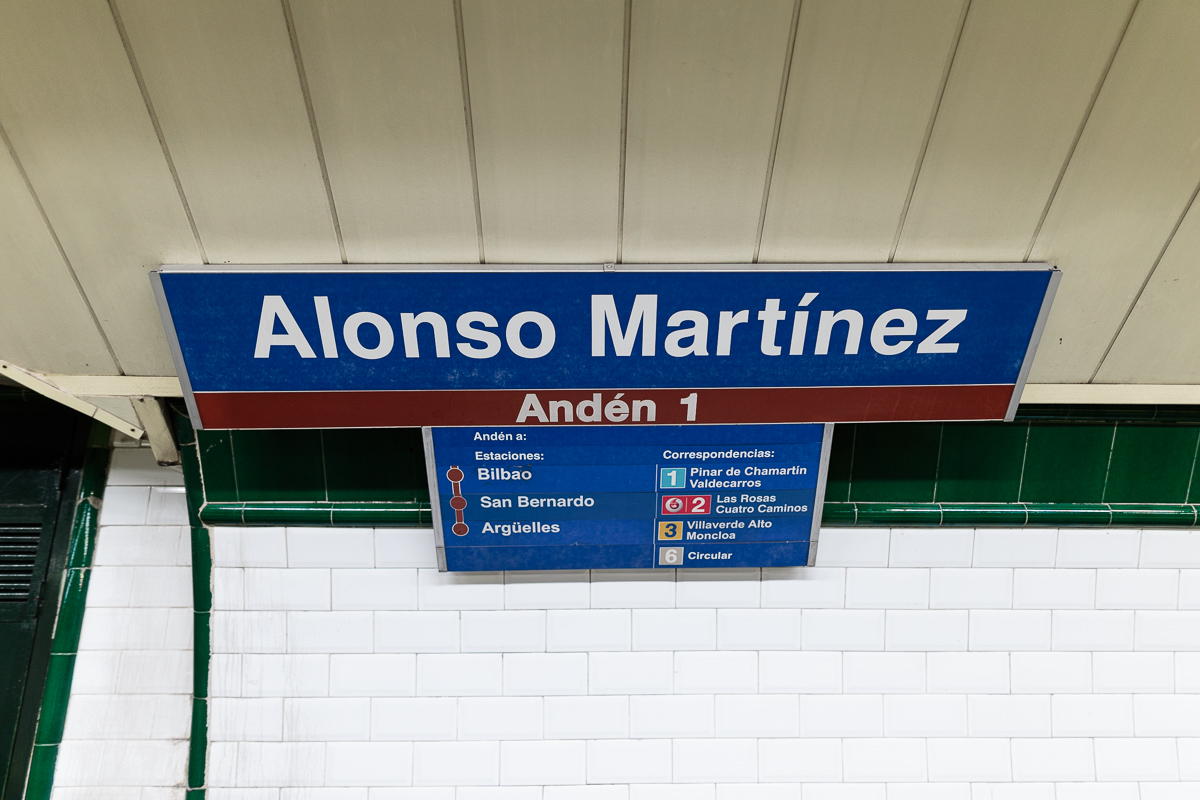 Alonso Martínez
Andén 1
Andén a:
Estaciones:
Bilbao
San Bernardo
Argüelles
Correspondencias:
1 Pinar de Chamartín
Valdecarros
2 Las Rosas
Cuatro Caminos
3 Villaverde Alto
Moncloa
6 Circular